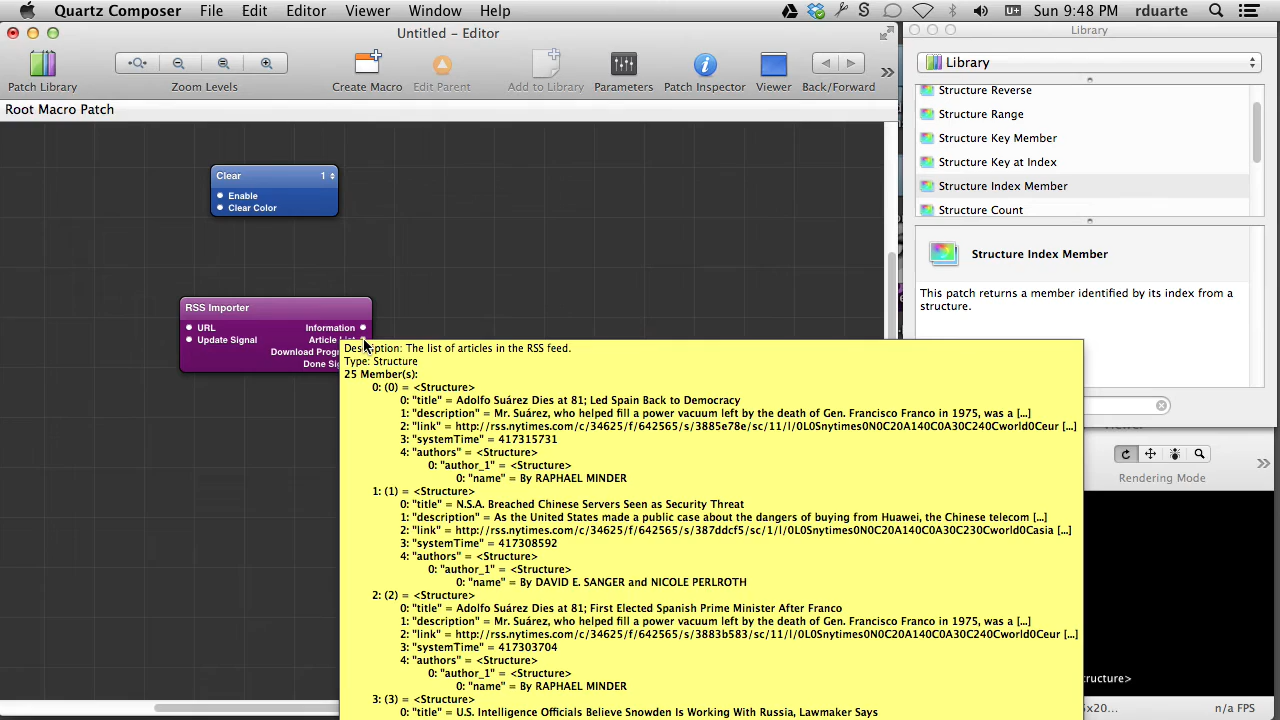 Quartz Composer File Edit Editor Viewer Window Help Sun 9:48 PM rduarte
Untitled – Editor
Library
Patch Library Zoom Levels Create Macro Edit Parent Add to Library Parameters Patch Inspector Viewer Back/Forward
Library
Root Macro Patch
Structure Reverse
Structure Range
Structure Key Member
Structure Key at Index
Structure Index Member
Structure Count
Clear 1
Enable
Clear Color
Structure Index Member
This patch returns a member identified by its index from a
structure.
RSS Importer
URL Information
Update Signal Article
Download
Done
Description: The list of articles in the RSS feed.
Type: Structure
25 Member(s):
0: (0) = <Structure>
0: "title" = Adolfo Suárez Dies at 81; Led Spain Back to Democracy
1: "description" = Mr. Suárez, who helped fill a power vacuum left by the death of Gen. Francisco Franco in 1975, was a [...]
2: "link" = http://rss.nytimes.com/c/34625/f/642565/s/3885e78e/sc/11/l/0L0Snytimes0N0C20A140C0A30C240Cworld0Ceur [...]
3: "systemTime" = 417315731
4: "authors" = <Structure>
0: "author_1" = <Structure>
0: "name" = By RAPHAEL MINDER
1: (1) = <Structure>
0: "title" = N.S.A. Breached Chinese Servers Seen as Security Threat
1: "description" = As the United States made a public case about the dangers of buying from Huawei, the Chinese telecom [...]
2: "link" = http://rss.nytimes.com/c/34625/f/642565/s/387ddcf5/sc/1/l/0L0Snytimes0N0C20A140C0A30C230Cworld0Casia [...]
3: "systemTime" = 417308592
4: "authors" = <Structure>
0: "author_1" = <Structure>
0: "name" = By DAVID E. SANGER and NICOLE PERLROTH
2: (2) = <Structure>
0: "title" = Adolfo Suárez Dies at 81; First Elected Spanish Prime Minister After Franco
1: "description" = Mr. Suárez, who helped fill a power vacuum left by the death of Gen. Francisco Franco in 1975, was a [...]
2: "link" = http://rss.nytimes.com/c/34625/f/642565/s/3883b583/sc/11/l/0L0Snytimes0N0C20A140C0A30C240Cworld0Ceur [...]
3: "systemTime" = 417303704
4: "authors" = <Structure>
0: "author_1" = <Structure>
0: "name" = By RAPHAEL MINDER
3: (3) = <Structure>
0: "title" = U.S. Intelligence Officials Believe Snowden Is Working With Russia, Lawmaker Says
Rendering Mode
ructure>
n/a FPS